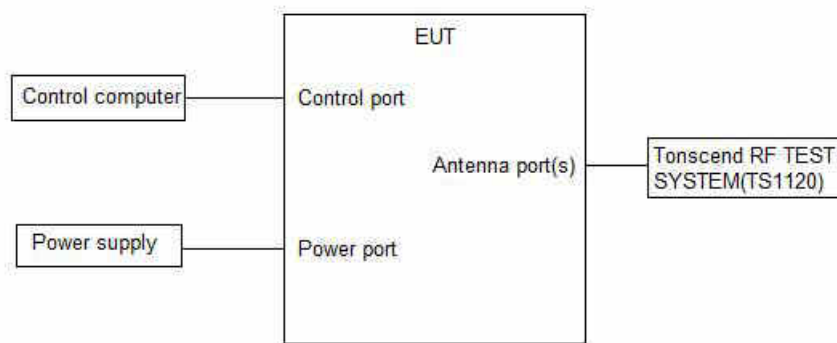 EUT
Control computer
Control port
Antenna port(s)
Tonscend RF TEST
SYSTEM(TS1120)
Power supply
Power port